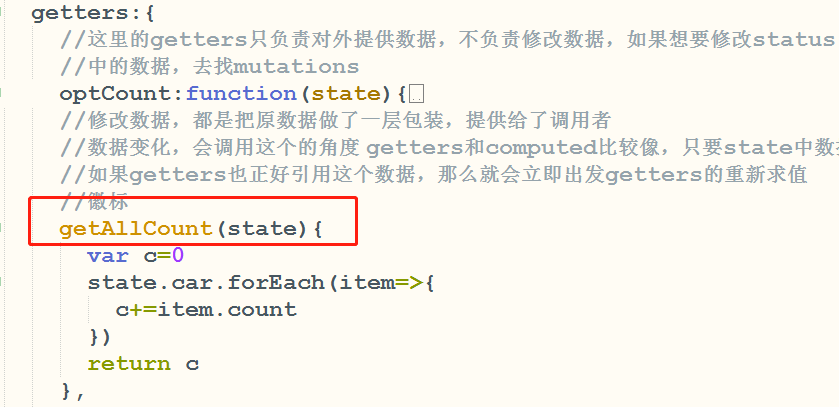 getters:{
//这里的getters只负责对外提供数据，不负责修改数据，如果想要修改status
//中的数据，去找mutations
optCount:function(state){
//修改数据，都是把原数据做了一层包装，提供给了调用者
//数据变化，会调用这个的角度 getters和computed比较像，只要state中数据
//如果getters也正好引用这个数据，那么就会立即出发getters的重新求值
//徽标
getAllCount(state){
var c=0
state.car.forEach(item=>{
c+=item.count
})
return c
},